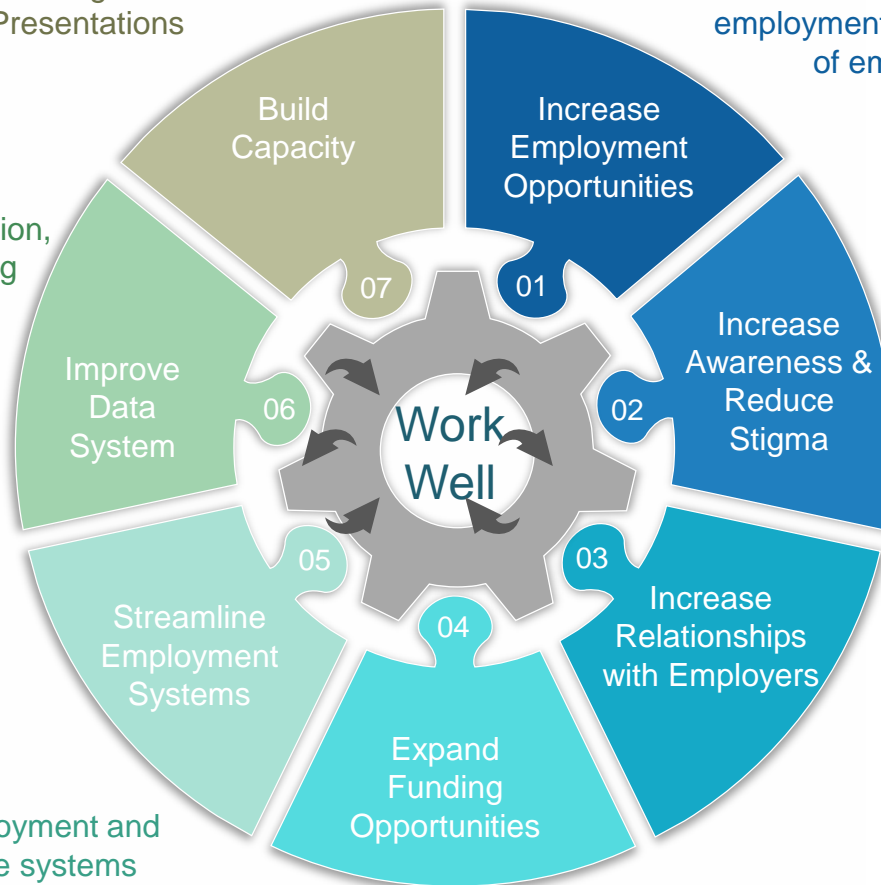 Presentations
employment
of em
Build
Capacity
07
Increase
Employment
Opportunities
01
Increase
Awareness &
Reduce
Stigma
02
Increase
Relationships
with Employers
03
Expand
Funding
Opportunities
04
Streamline
Employment
Systems
05
Improve
Data
System
06
Work
Well
ion,
g
oyment and
e systems